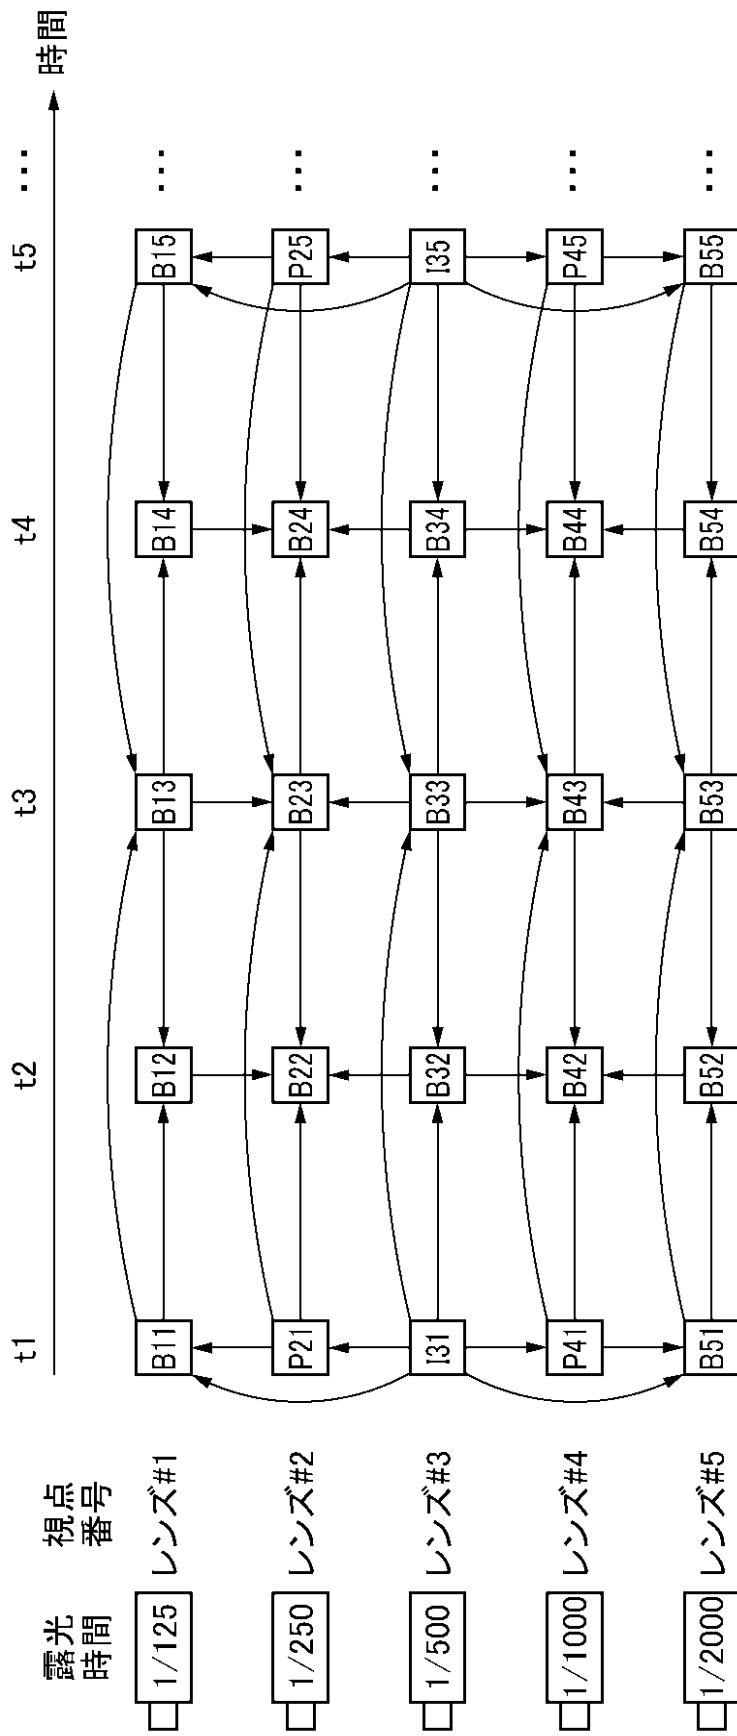 露光時間 視点番号 t1 t2 t3 t4 t5 ・・・ 時間
1/125 レンズ#1 B11 B12 B13 B14 B15 ・・・
1/250 レンズ#2 P21 B22 B23 B24 P25 ・・・
1/500 レンズ#3 I31 B32 B33 B34 I35 ・・・
1/1000 レンズ#4 P41 B42 B43 B44 P45 ・・・
1/2000 レンズ#5 B51 B52 B53 B54 B55 ・・・